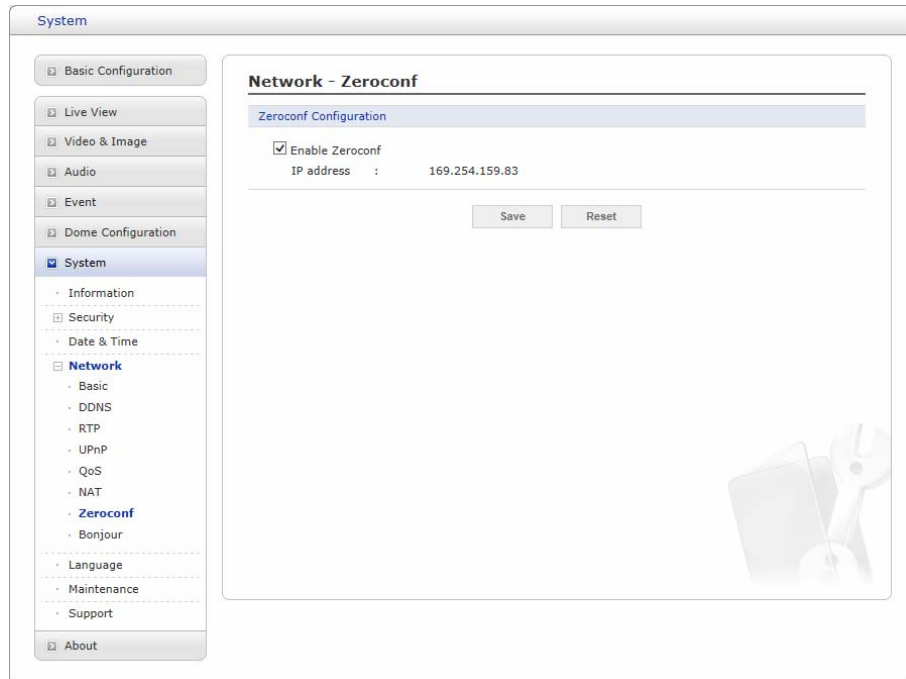 System
Basic Configuration
Live View
Video & Image
Audio
Event
Dome Configuration
System
Information
Security
Date & Time
Network
Basic
DDNS
RTP
UPnP
QoS
NAT
Zeroconf
Bonjour
Language
Maintenance
Support
About
Network - Zeroconf
Zeroconf Configuration
Enable Zeroconf
IP address : 169.254.159.83
Save Reset